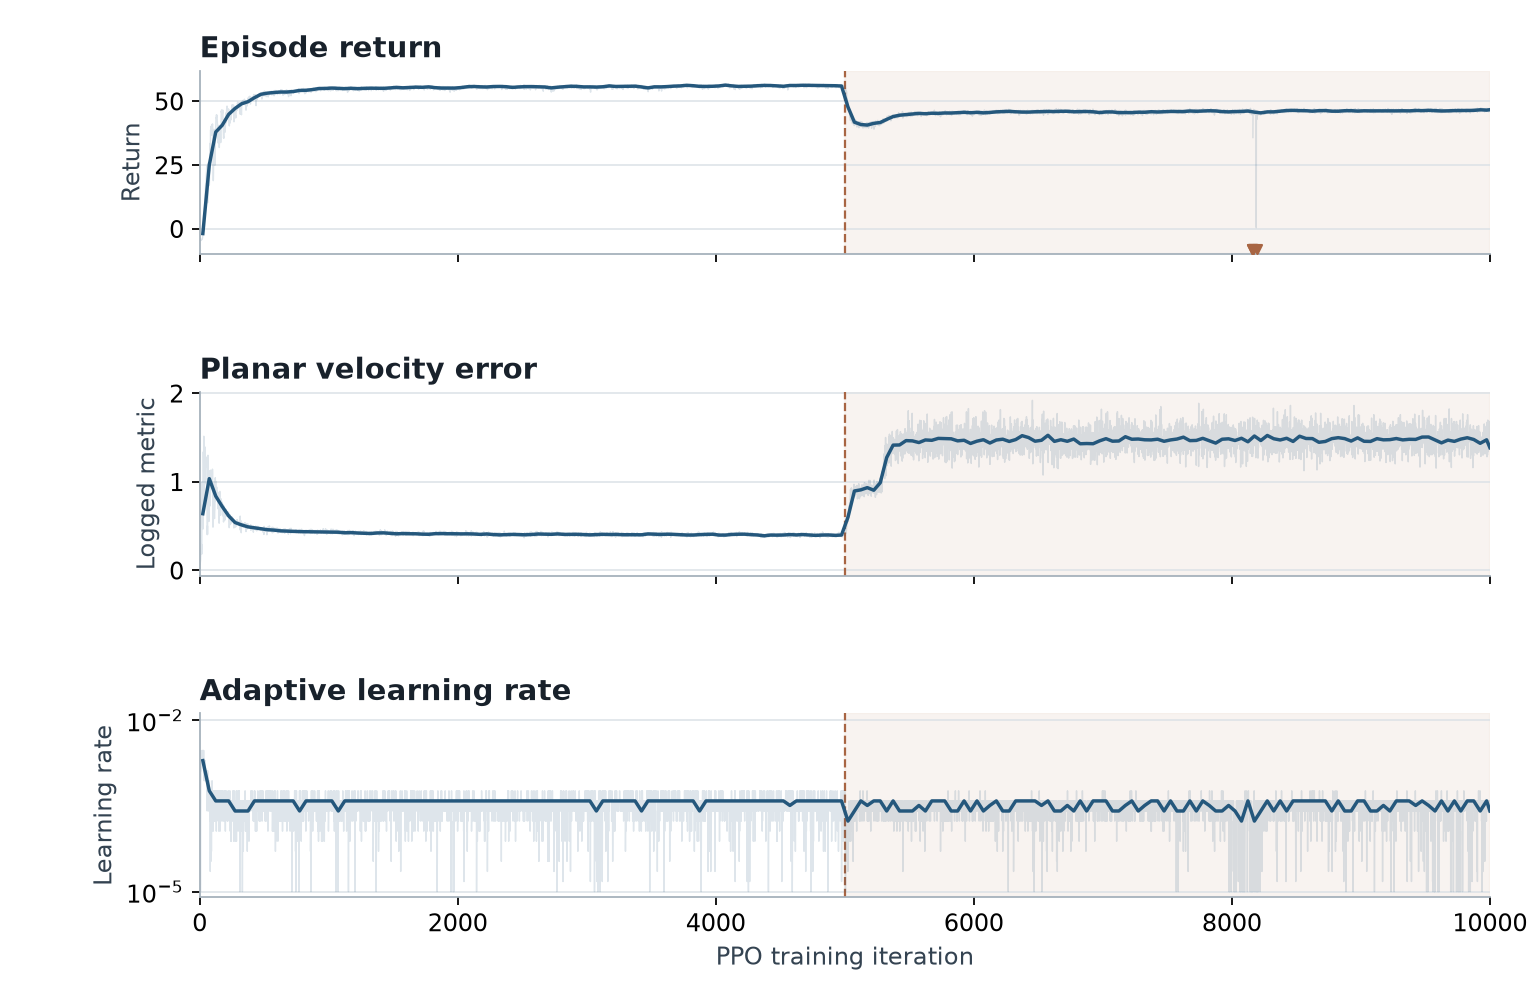 Episode return
Return
50
25
0
Planar velocity error
Logged metric
2
1
0
Adaptive learning rate
Learning rate
10⁻²
10⁻⁵
0 2000 4000 6000 8000 10000
PPO training iteration